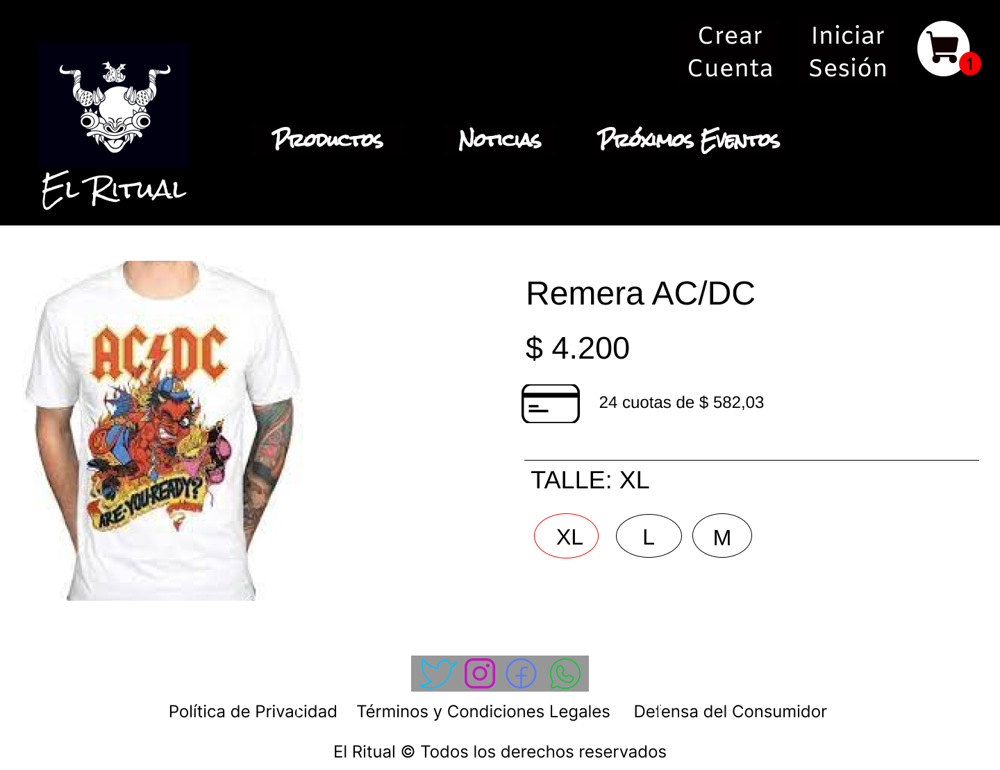 Crear
Cuenta
Iniciar
Sesión
1
El Ritual
Productos
Noticias
Próximos Eventos
AC/DC
ARE·YOU·READY?
Remera AC/DC
$ 4.200
24 cuotas de $ 582,03
TALLE: XL
XL
L
M
Política de Privacidad
Términos y Condiciones Legales
Defensa del Consumidor
El Ritual © Todos los derechos reservados